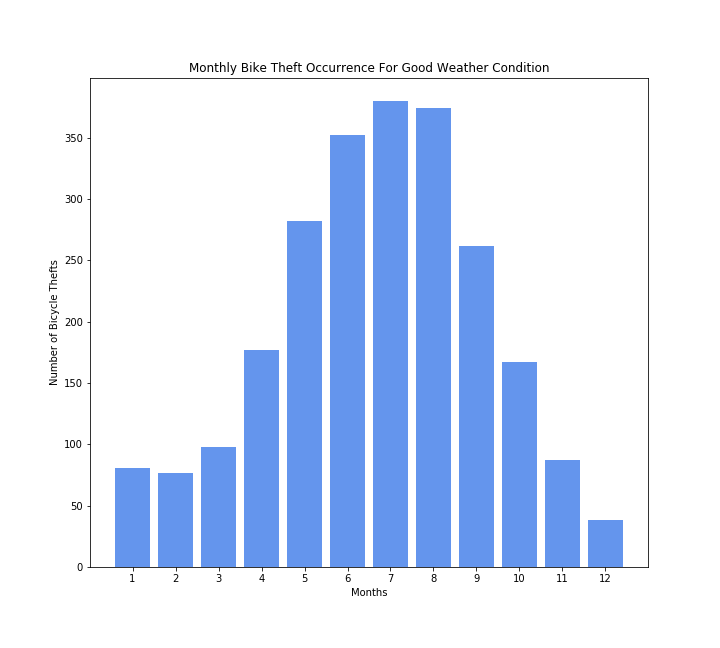 Monthly Bike Theft Occurrence For Good Weather Condition
Number of Bicycle Thefts
350
300
250
200
150
100
50
0
1 2 3 4 5 6 7 8 9 10 11 12
Months